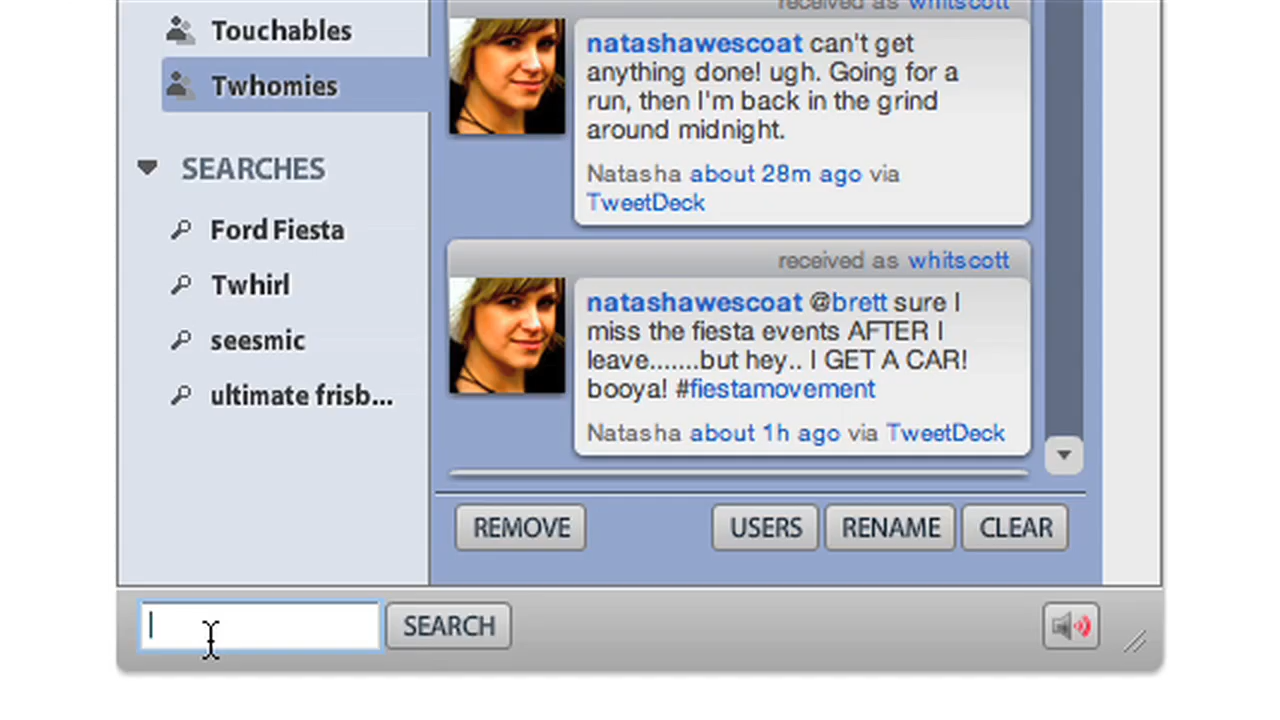 Touchables
Twhomies
SEARCHES
Ford Fiesta
Twhirl
seesmic
ultimate frisb...
received as whitscott
natashawescoat can't get
anything done! ugh. Going for a
run, then I'm back in the grind
around midnight.
Natasha about 28m ago via
TweetDeck
received as whitscott
natashawescoat @brett sure I
miss the fiesta events AFTER I
leave.......but hey.. I GET A CAR!
booya! #fiestamovement
Natasha about 1h ago via TweetDeck
REMOVE
USERS
RENAME
CLEAR
SEARCH